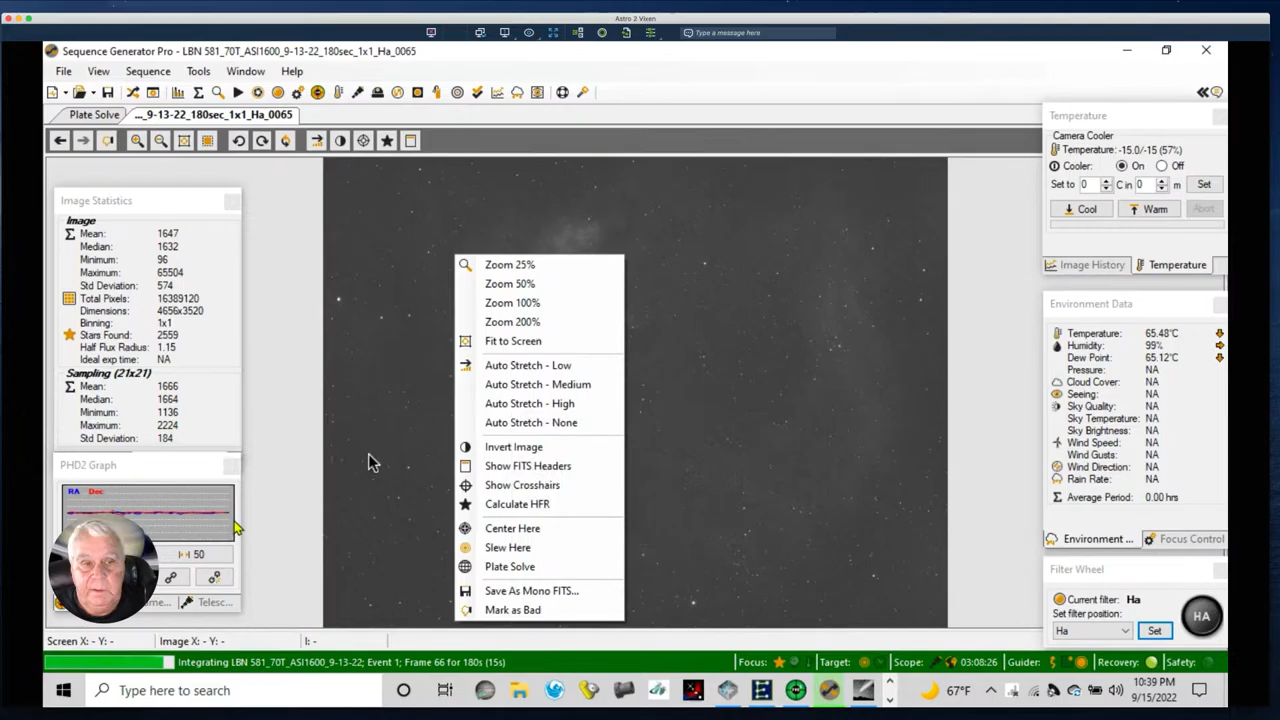 Astro 2 Vixen
Type a message here
Sequence Generator Pro - LBN 581_70T_ASI1600_9-13-22_180sec_1x1_Ha_0065
File View Sequence Tools Window Help
Plate Solve ..._9-13-22_180sec_1x1_Ha_0065
Image Statistics
Image
Mean: 1647
Median: 1632
Minimum: 96
Maximum: 65504
Std Deviation: 574
Total Pixels: 16389120
Dimensions: 4656x3520
Binning: 1x1
Stars Found: 2559
Half Flux Radius: 1.15
Ideal exp time: NA
Sampling (21x21)
Mean: 1666
Median: 1664
Minimum: 1136
Maximum: 2224
Std Deviation: 184
PHD2 Graph
RA Dec
50
Telesc...
Zoom 25%
Zoom 50%
Zoom 100%
Zoom 200%
Fit to Screen
Auto Stretch - Low
Auto Stretch - Medium
Auto Stretch - High
Auto Stretch - None
Invert Image
Show FITS Headers
Show Crosshairs
Calculate HFR
Center Here
Slew Here
Plate Solve
Save As Mono FITS...
Mark as Bad
Temperature
Camera Cooler
Temperature: -15.0/-15 (57%)
Cooler: On Off
Set to 0 C in 0 m Set
Cool Warm Abort
Image History Temperature
Environment Data
Temperature: 65.48°C
Humidity: 99%
Dew Point: 65.12°C
Pressure: NA
Cloud Cover: NA
Seeing: NA
Sky Quality: NA
Sky Temperature: NA
Sky Brightness: NA
Wind Speed: NA
Wind Gusts: NA
Wind Direction: NA
Rain Rate: NA
Average Period: 0.00 hrs
Environment ... Focus Control
Filter Wheel
Current filter: Ha
Set filter position:
Ha Set
HA
Screen X: - Y: - Image X: - Y: - I: -
Integrating LBN 581_70T_ASI1600_9-13-22; Event 1; Frame 66 for 180s (15s)
Focus: Target: Scope: 03:08:26 Guider: Recovery: Safety:
Type here to search
67°F
10:39 PM
9/15/2022